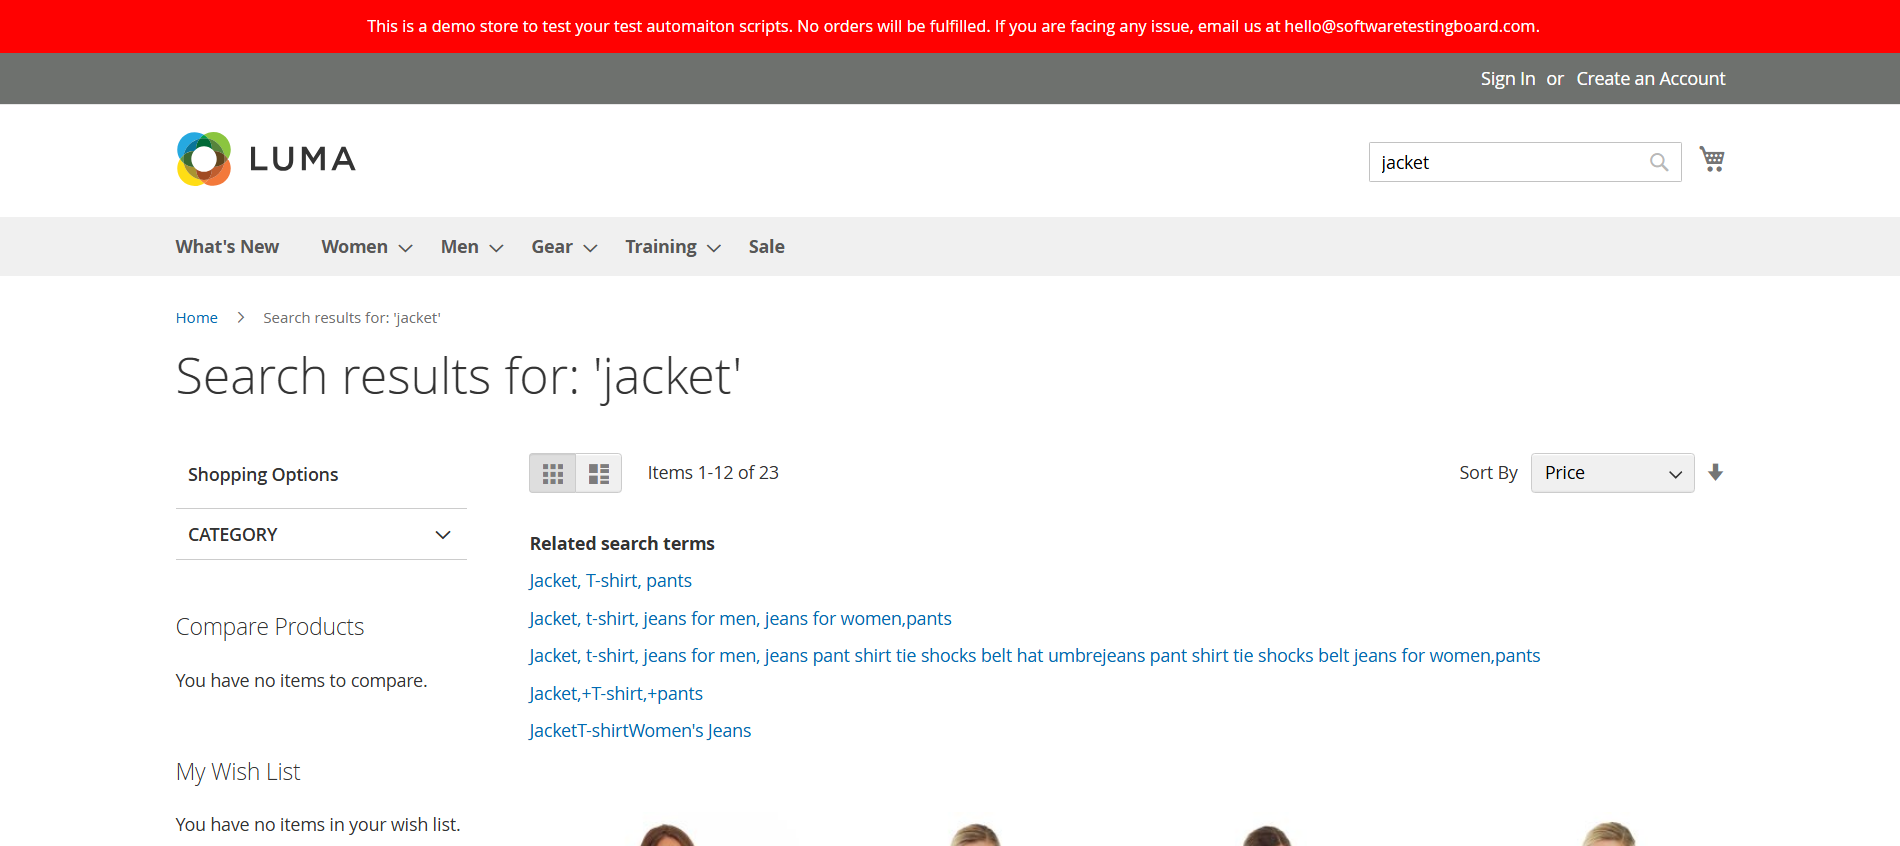 This is a demo store to test your test automaiton scripts. No orders will be fulfilled. If you are facing any issue, email us at hello@softwaretestingboard.com.
Sign In or Create an Account
LUMA
jacket
What's New Women Men Gear Training Sale
Home Search results for: 'jacket'
Search results for: 'jacket'
Shopping Options
CATEGORY
Compare Products
You have no items to compare.
My Wish List
You have no items in your wish list.
Items 1-12 of 23
Sort By Price
Related search terms
Jacket, T-shirt, pants
Jacket, t-shirt, jeans for men, jeans for women,pants
Jacket, t-shirt, jeans for men, jeans pant shirt tie shocks belt hat umbrejeans pant shirt tie shocks belt jeans for women,pants
Jacket,+T-shirt,+pants
JacketT-shirtWomen's Jeans